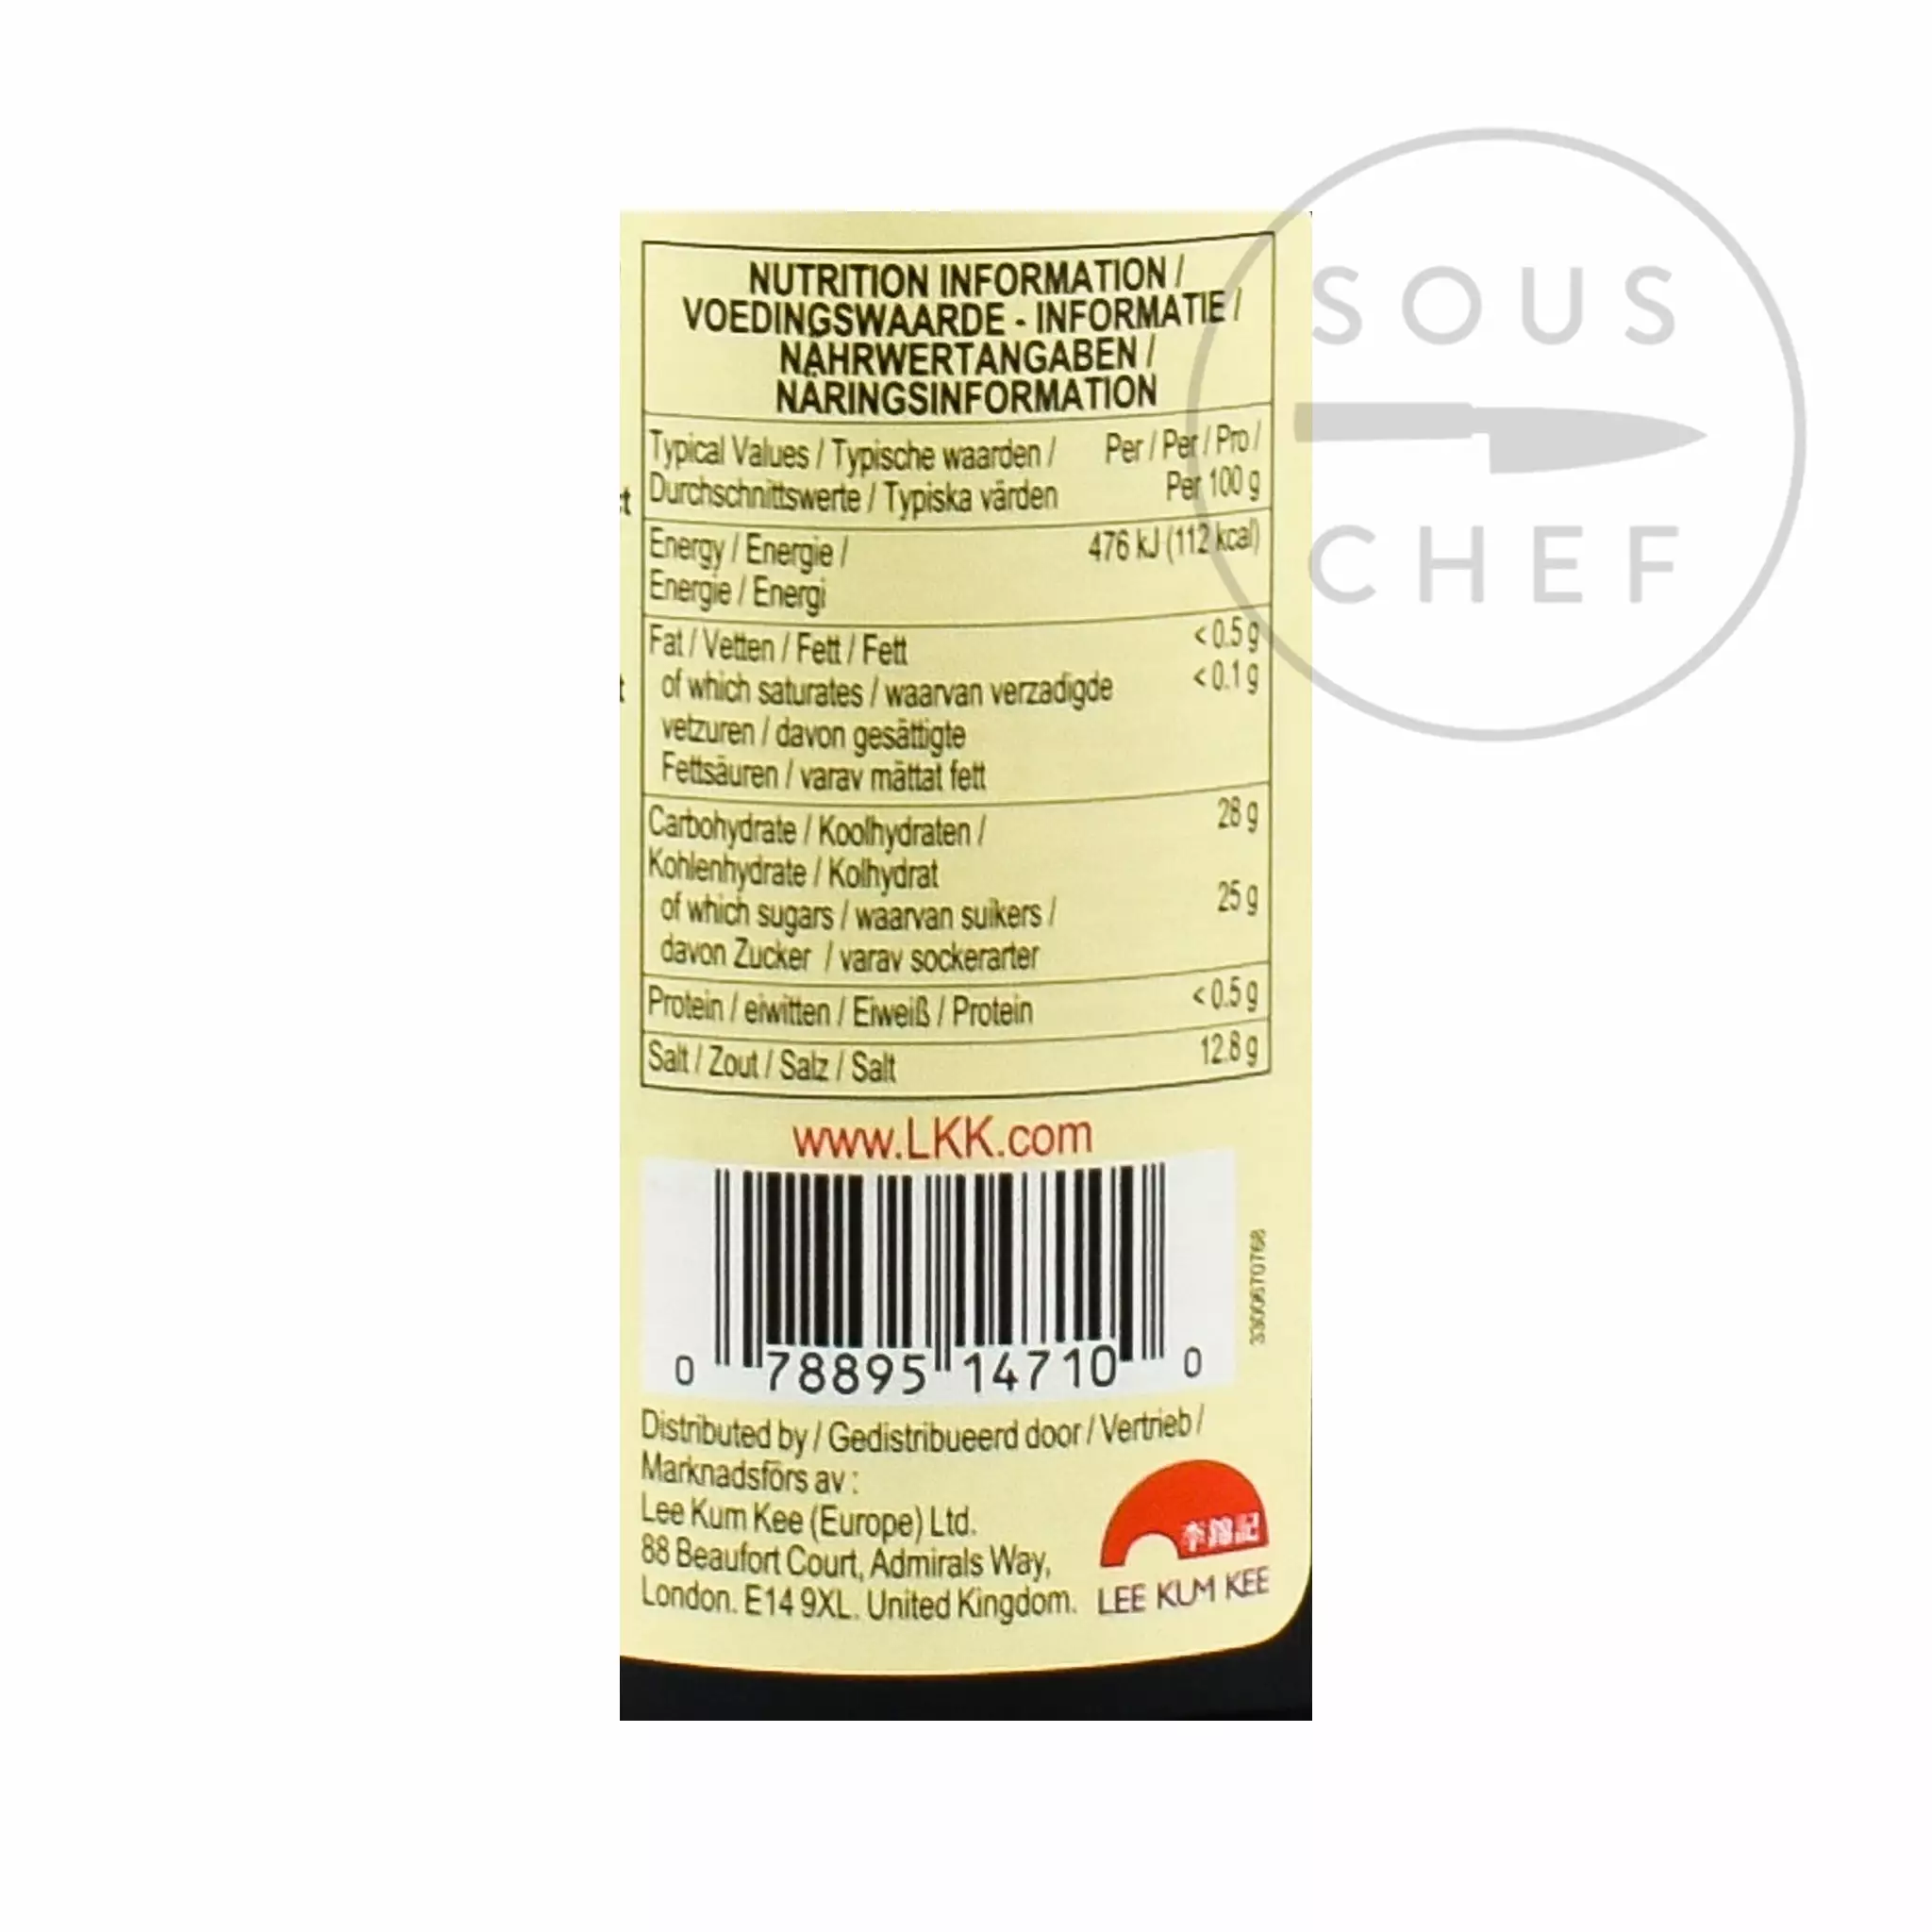 SOUS
CHEF
NUTRITION INFORMATION /
VOEDINGSWAARDE - INFORMATIE /
NÄHRWERTANGABEN /
NÄRINGSINFORMATION
Typical Values / Typische waarden / Per / Per / Pro /
Durchschnittswerte / Typiska värden Per 100 g
Energy / Energie / 476 kJ (112 kcal)
Energie / Energi
Fat / Vetten / Fett / Fett < 0.5 g
of which saturates / waarvan verzadigde < 0.1 g
vetzuren / davon gesättigte
Fettsäuren / varav mättat fett
Carbohydrate / Koolhydraten / 28 g
Kohlenhydrate / Kolhydrat
of which sugars / waarvan suikers / 25 g
davon Zucker / varav sockerarter
Protein / eiwitten / Eiweiß / Protein < 0.5 g
Salt / Zout / Salz / Salt 12.8 g
www.LKK.com
0 78895 14710 0
3300670768
Distributed by / Gedistribueerd door / Vertrieb /
Marknadsförs av :
Lee Kum Kee (Europe) Ltd.
88 Beaufort Court, Admirals Way,
London. E14 9XL. United Kingdom.
李錦記
LEE KUM KEE